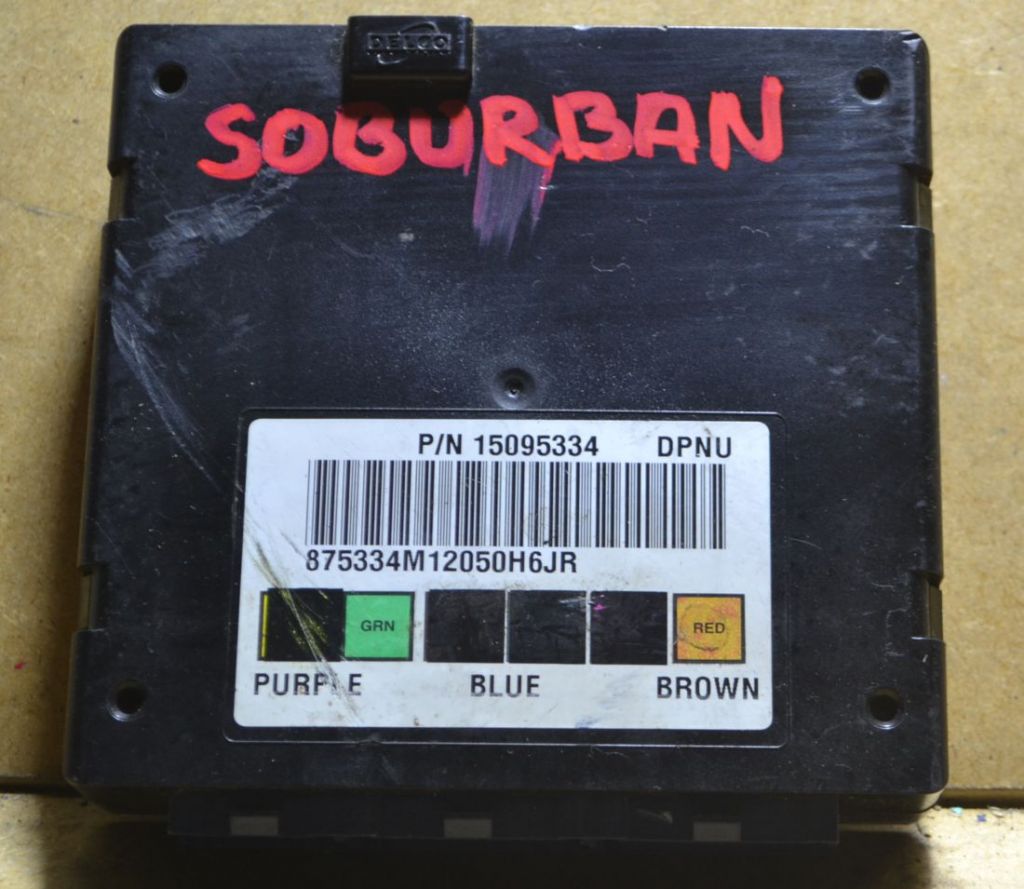 DELCO
SOBURBAN
P/N 15095334 DPNU
875334M12050H6JR
GRN RED
PURPLE BLUE BROWN